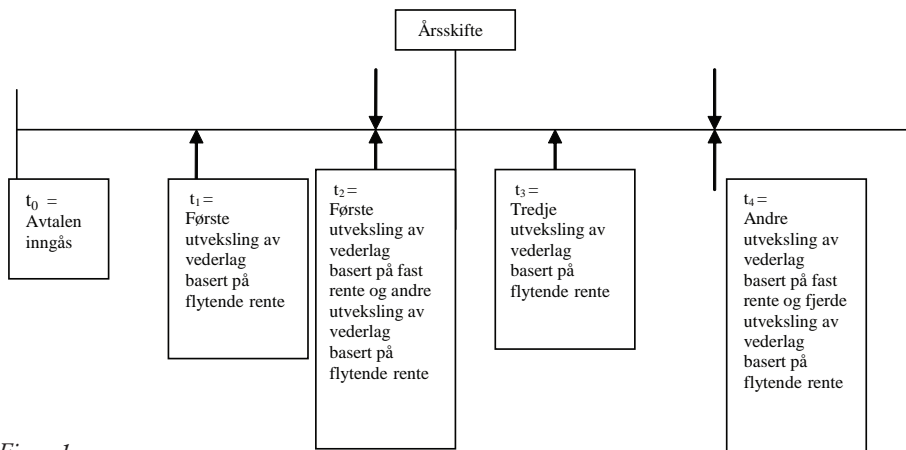 Årsskifte
t₀ =
Avtalen
inngås
t₁=
Første
utveksling av
vederlag
basert på
flytende rente
t₂=
Første
utveksling av
vederlag
basert på fast
rente og andre
utveksling av
vederlag
basert på
flytende rente
t₃=
Tredje
utveksling av
vederlag
basert på
flytende rente
t₄=
Andre
utveksling av
vederlag
basert på fast
rente og fjerde
utveksling av
vederlag
basert på
flytende rente